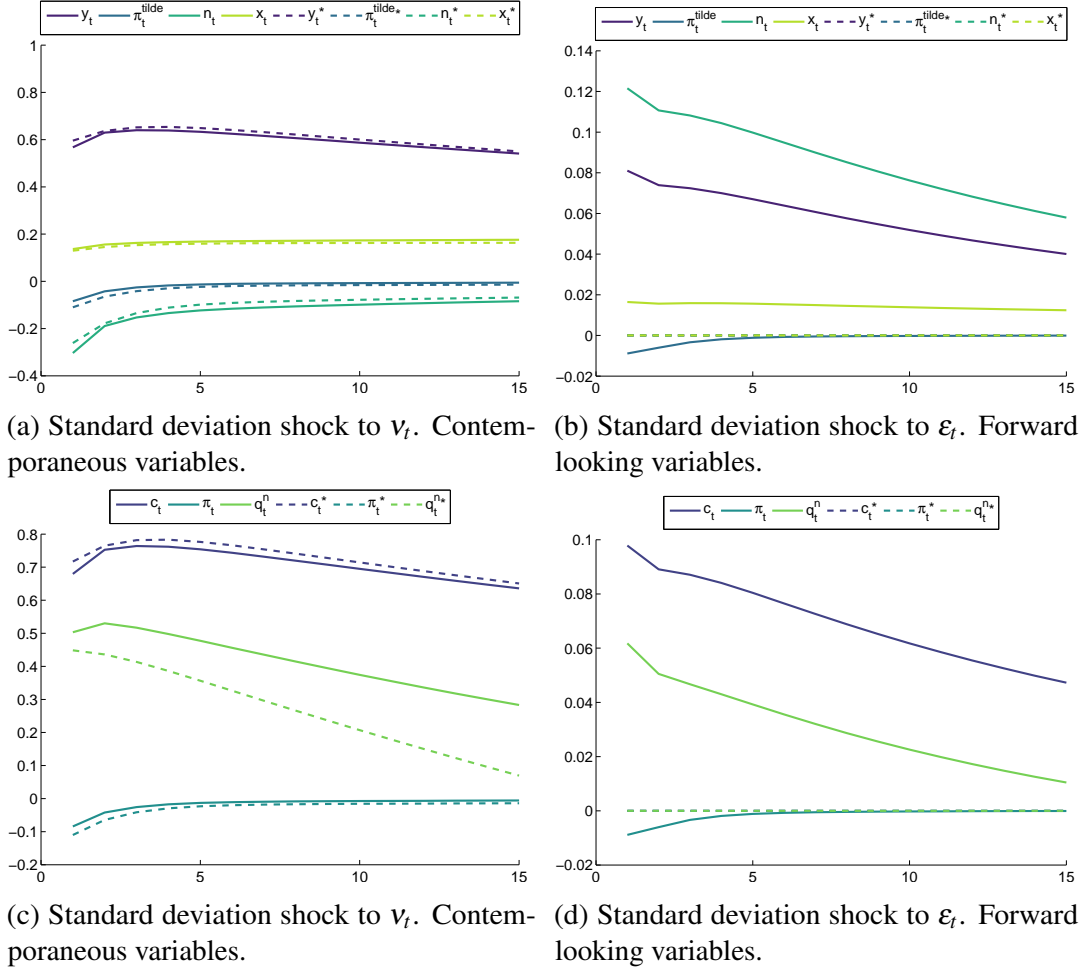 y_t π_t^tilde n_t x_t y_t^* π_t^tilde* n_t^* x_t^*
1
0.8
0.6
0.4
0.2
0
−0.2
−0.4
0 5 10 15
(a) Standard deviation shock to ν_t. Contem-
poraneous variables.
y_t π_t^tilde n_t x_t y_t^* π_t^tilde* n_t^* x_t^*
0.14
0.12
0.1
0.08
0.06
0.04
0.02
0
−0.02
0 5 10 15
(b) Standard deviation shock to ε_t. Forward
looking variables.
c_t π_t q_t^n c_t^* π_t^* q_t^n*
0.8
0.7
0.6
0.5
0.4
0.3
0.2
0.1
0
−0.1
−0.2
0 5 10 15
(c) Standard deviation shock to ν_t. Contem-
poraneous variables.
c_t π_t q_t^n c_t^* π_t^* q_t^n*
0.1
0.08
0.06
0.04
0.02
0
−0.02
0 5 10 15
(d) Standard deviation shock to ε_t. Forward
looking variables.